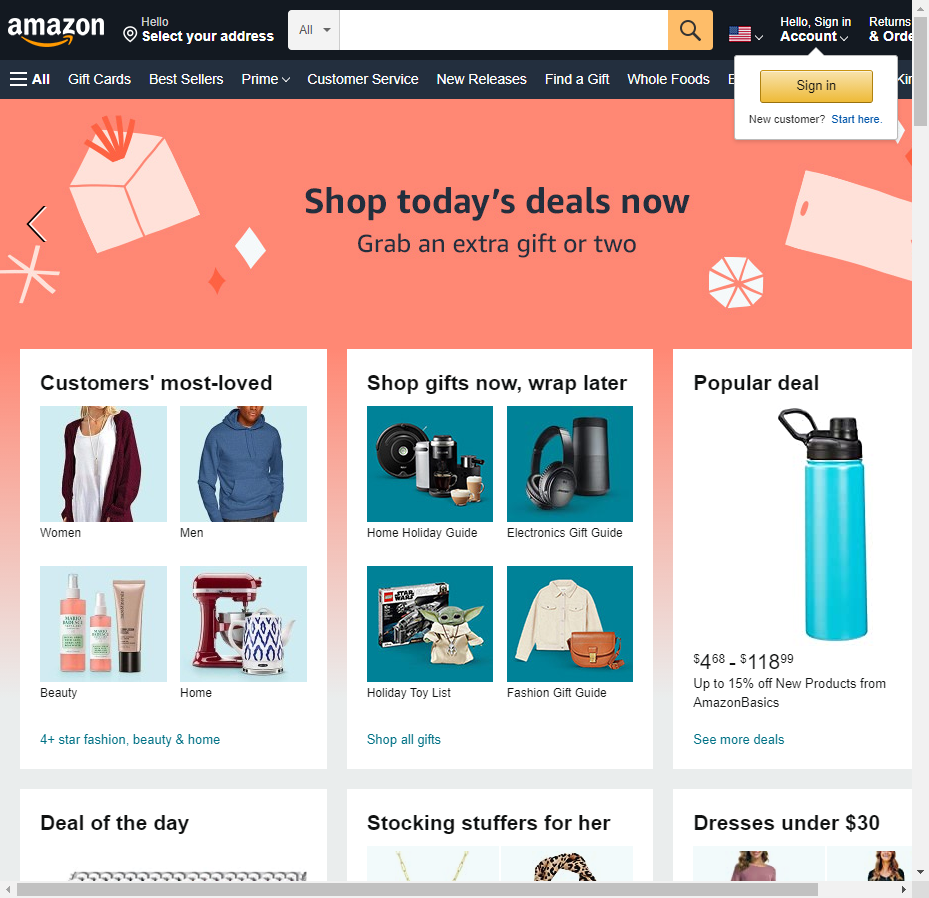 amazon
Hello
Select your address
All
Hello, Sign in
Account
Returns
& Orde
All
Gift Cards
Best Sellers
Prime
Customer Service
New Releases
Find a Gift
Whole Foods
Sign in
New customer? Start here.
Shop today's deals now
Grab an extra gift or two
Customers' most-loved
Women
Men
Beauty
Home
4+ star fashion, beauty & home
Shop gifts now, wrap later
Home Holiday Guide
Electronics Gift Guide
STAR WARS
Holiday Toy List
Fashion Gift Guide
Shop all gifts
Popular deal
$468 - $11899
Up to 15% off New Products from
AmazonBasics
See more deals
Deal of the day
Stocking stuffers for her
Dresses under $30